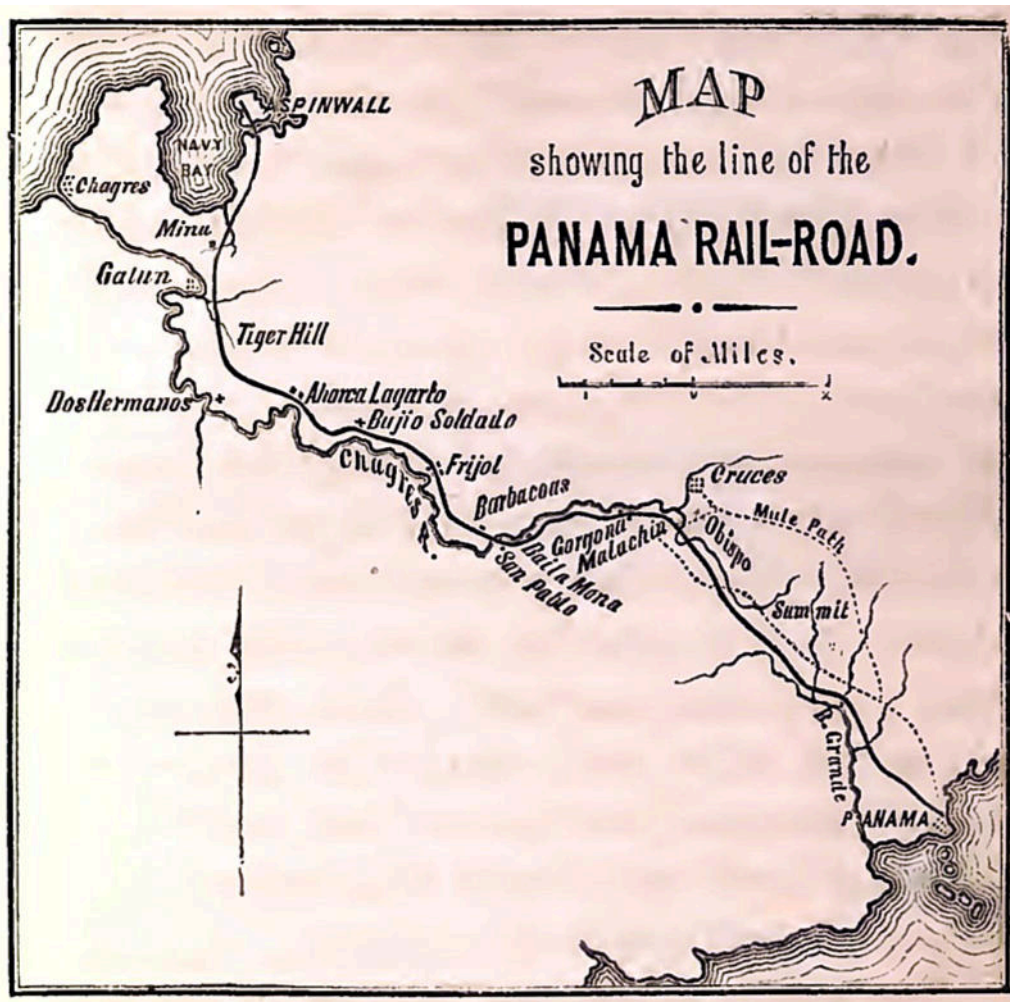 MAP
showing the line of the
PANAMA RAIL-ROAD.
Scale of Miles.
ASPINWALL
NAVY
BAY
Chagres
Minu
Gatun
Tiger Hill
Dos Hermanos
Ahorca Lagarto
Bujio Soldado
Frijol
Chagres R.
Barbacoas
San Pablo
Baila Mona
Gorgona
Matachin
Obispo
Cruces
Mule Path
Summit
R. Grande
PANAMA